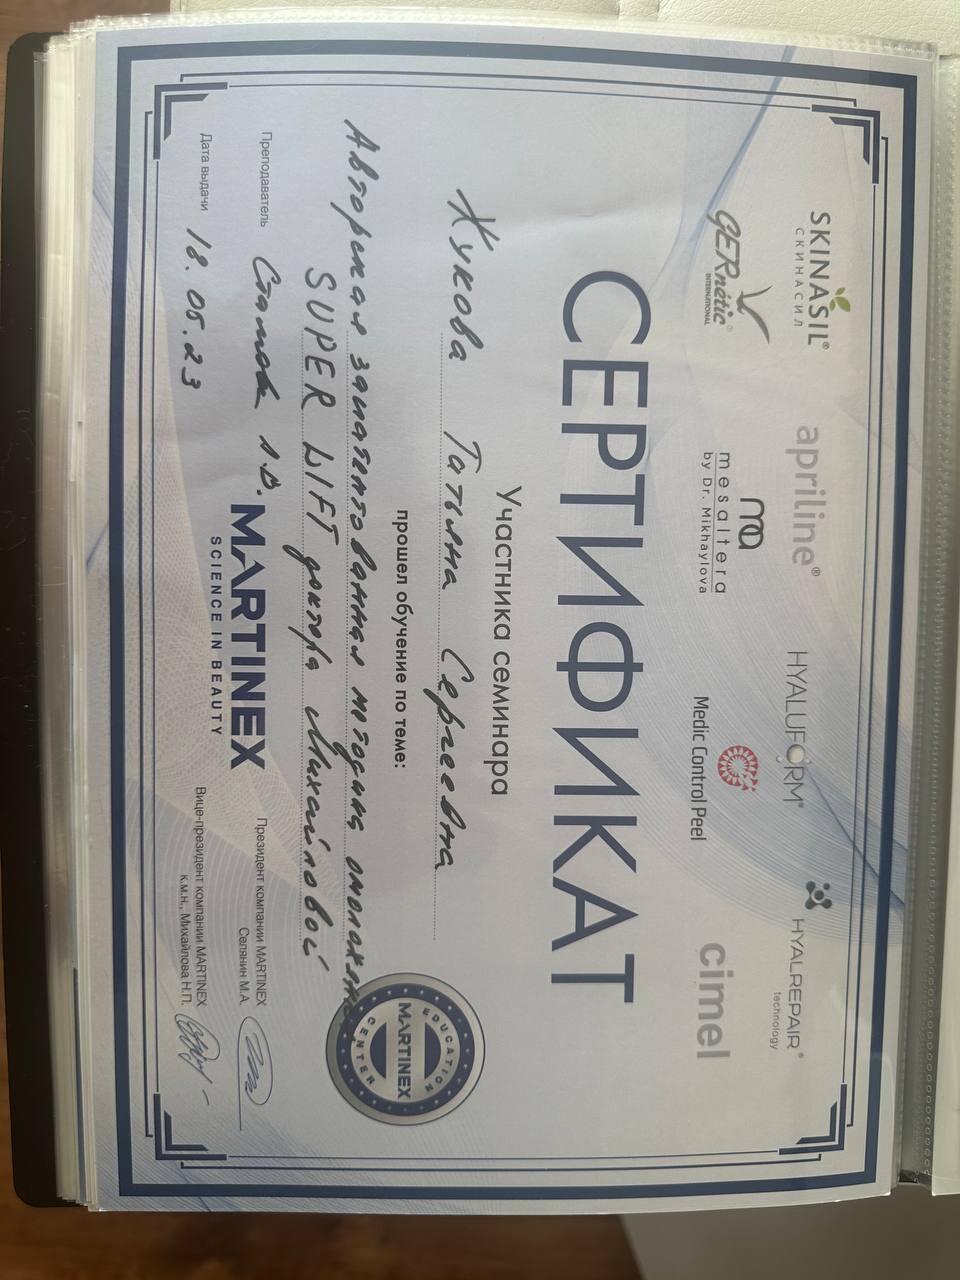 SKINASIL®
СКИНАСИЛ
apriline®
HYALUFORM®
HYALREPAIR®
technology
GERnétic®
INTERNATIONAL
mesaltera
by Dr. Mikhaylova
Medic Control Peel
cimel
СЕРТИФИКАТ
Участника семинара
Жукова Татьяна Сергеевна
прошел обучение по теме:
Авторская запатентованная методика омоложения
SUPER LIFT доктора Михайловой
Преподаватель
Дата выдачи 18.05.23
MARTINEX
SCIENCE IN BEAUTY
Президент компании MARTINEX
Селянин М.А.
Вице-президент компании MARTINEX
к.м.н., Михайлова Н.П.
EDUCATION
MARTINEX
CENTER